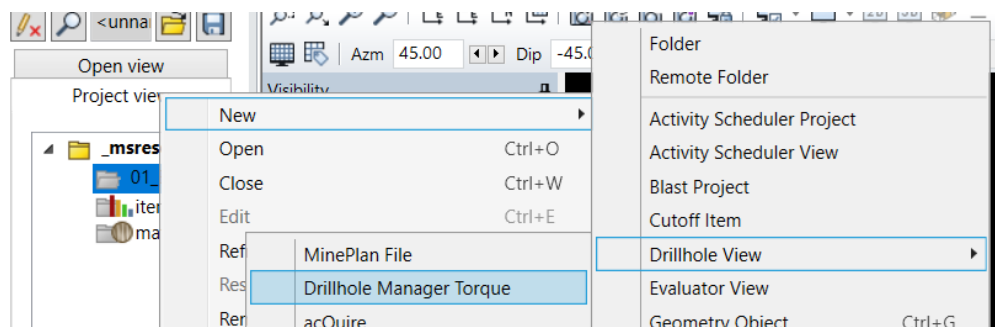 <unna
Azm 45.00 Dip -45.0
Open view
Visibility
Project view
_msres
01_
iter
ma
New
Open Ctrl+O
Close Ctrl+W
Edit Ctrl+E
Ref
Res
Rer
MinePlan File
Drillhole Manager Torque
acQuire
Folder
Remote Folder
Activity Scheduler Project
Activity Scheduler View
Blast Project
Cutoff Item
Drillhole View
Evaluator View
Geometry Object Ctrl+G